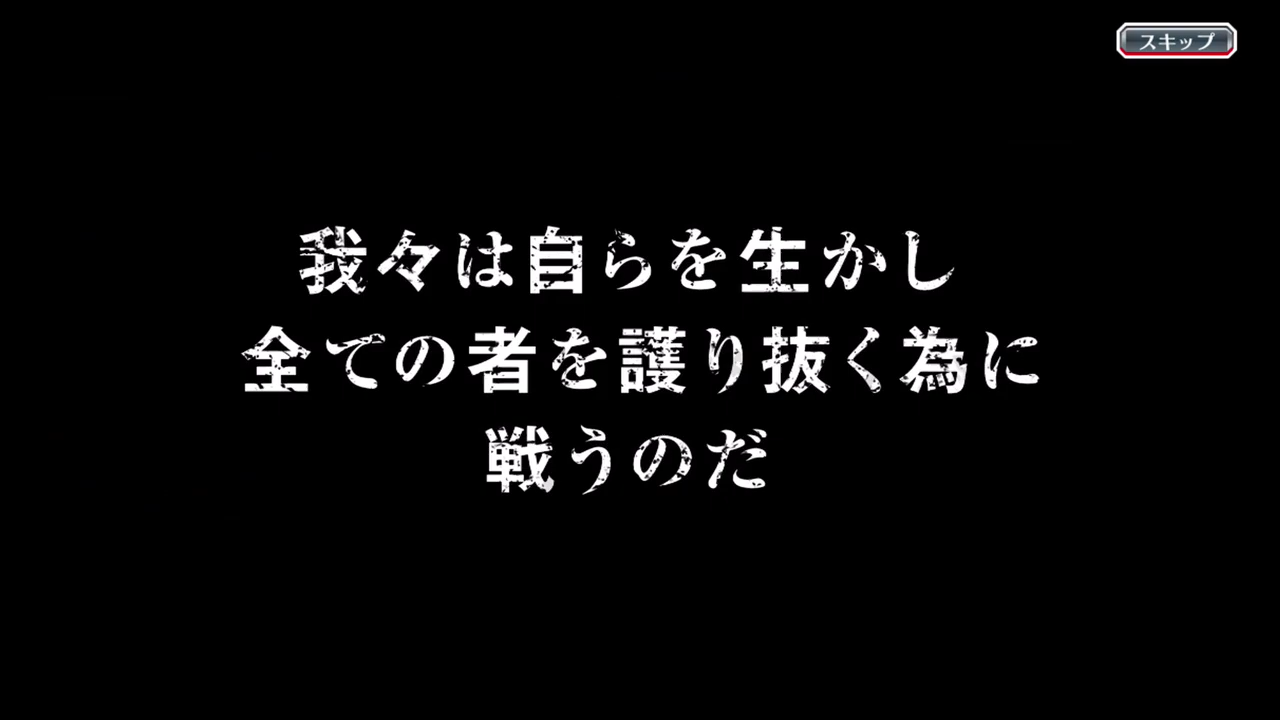 スキップ
我々は自らを生かし
全ての者を護り抜く為に
戦うのだ